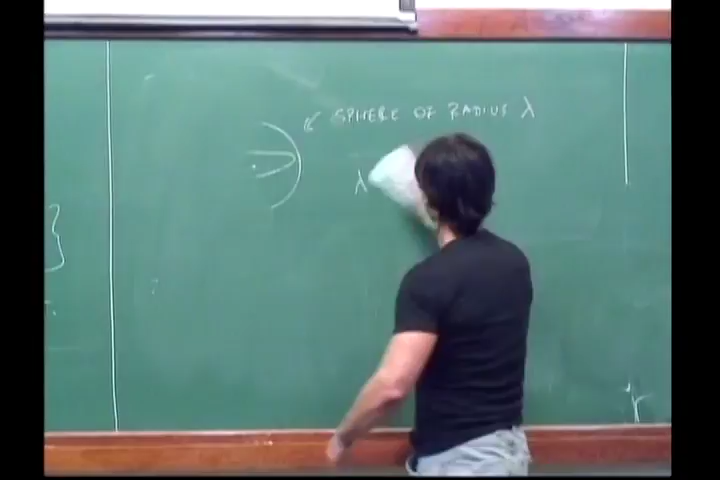 SPHERE OF RADIUS λ
λ